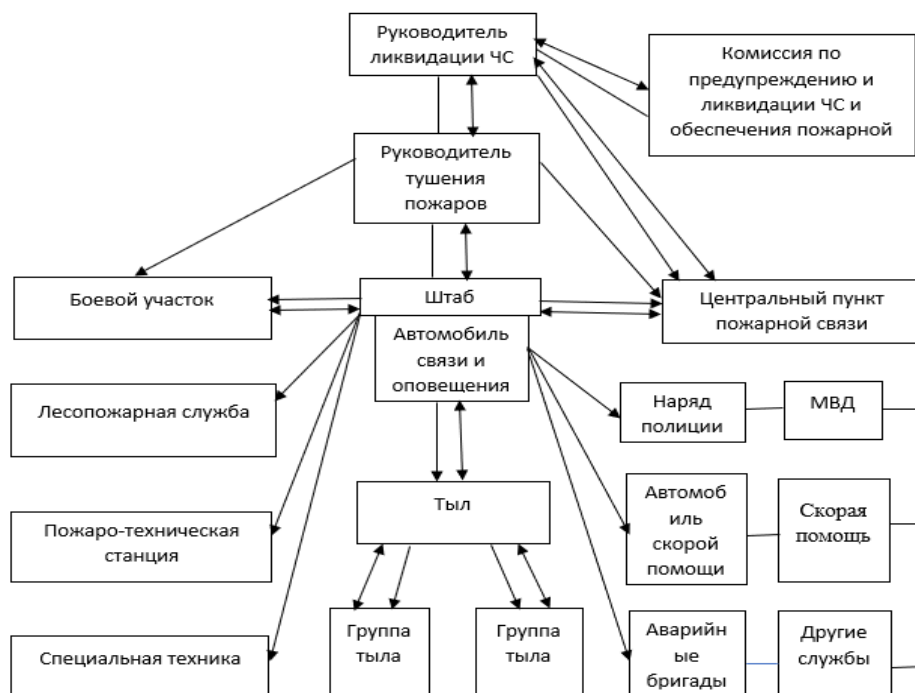 Руководитель
ликвидации ЧС
Комиссия по
предупреждению и
ликвидации ЧС и
обеспечения пожарной
Руководитель
тушения
пожаров
Боевой участок
Штаб
Центральный пункт
пожарной связи
Автомобиль
связи и
оповещения
Лесопожарная служба
Наряд
полиции
МВД
Тыл
Пожаро-техническая
станция
Автомоб
иль
скорой
помощи
Скорая
помощь
Специальная техника
Группа
тыла
Группа
тыла
Аварийн
ые
бригады
Другие
службы